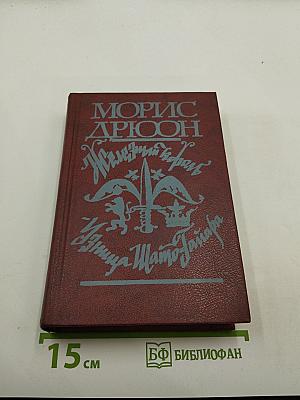 МОРИС
ДРЮОН
Железный король
Узница Шато-Гайара
15 см
БФ БИБЛИОФАН